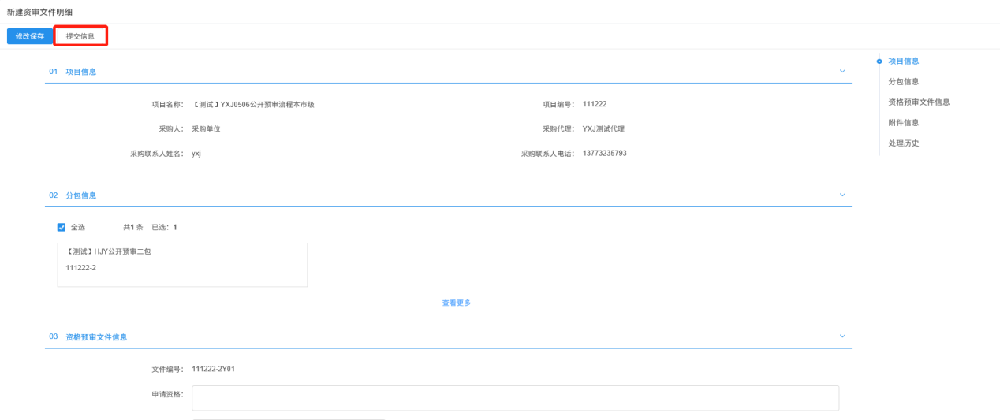 新建资审文件明细
修改保存 提交信息
01 项目信息
项目名称： 【测试】YXJ0506公开预审流程本市级 项目编号： 111222
采购人： 采购单位 采购代理： YXJ测试代理
采购联系人姓名： yxj 采购联系人电话： 13773235793
02 分包信息
全选 共1 条 已选：1
【测试】HJY公开预审二包
111222-2
查看更多
03 资格预审文件信息
文件编号： 111222-2Y01
申请资格：
项目信息
分包信息
资格预审文件信息
附件信息
处理历史